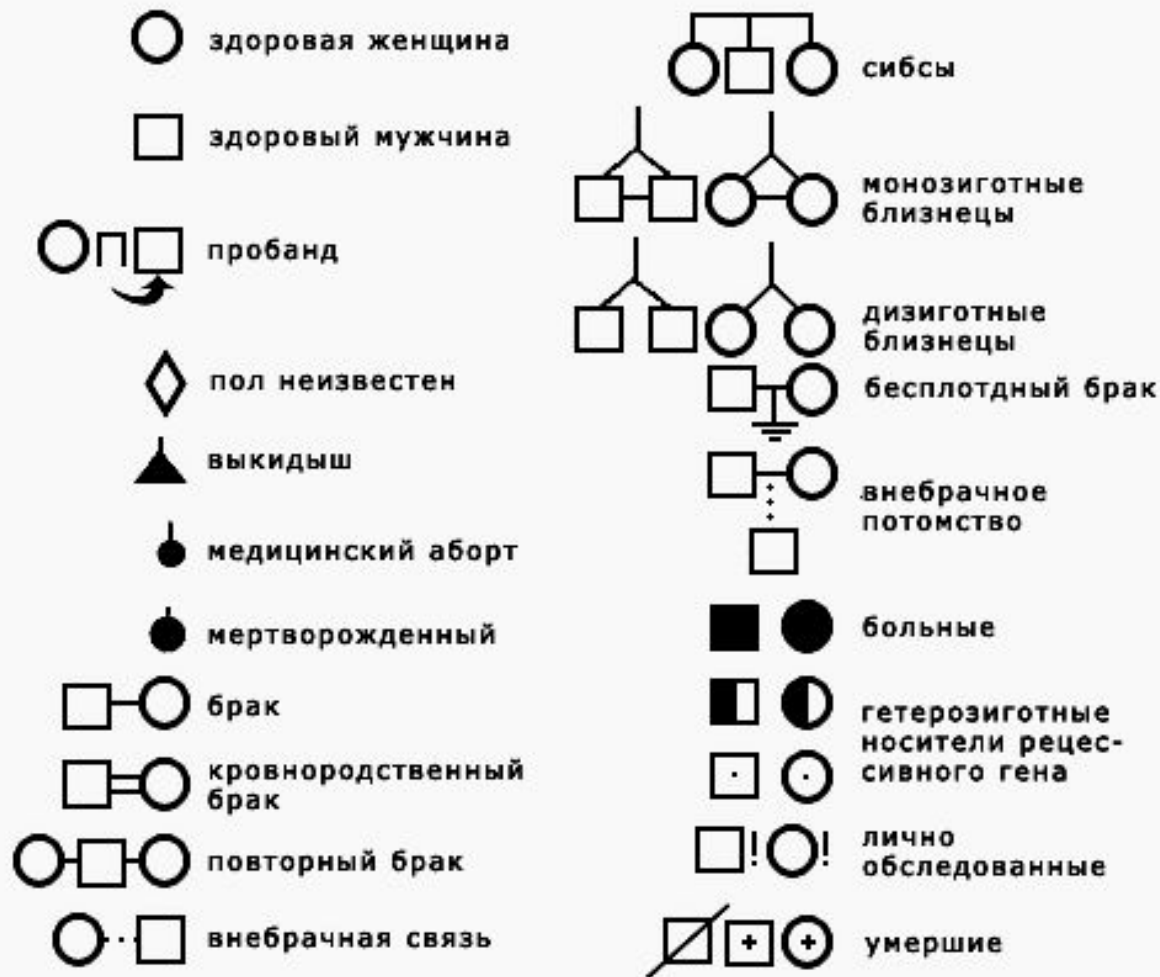 здоровая женщина
здоровый мужчина
пробанд
пол неизвестен
выкидыш
медицинский аборт
мертворожденный
брак
кровнородственный
брак
повторный брак
внебрачная связь
сибсы
монозиготные
близнецы
дизиготные
близнецы
бесплотдный брак
внебрачное
потомство
больные
гетерозиготные
носители рецес-
сивного гена
лично
обследованные
умершие